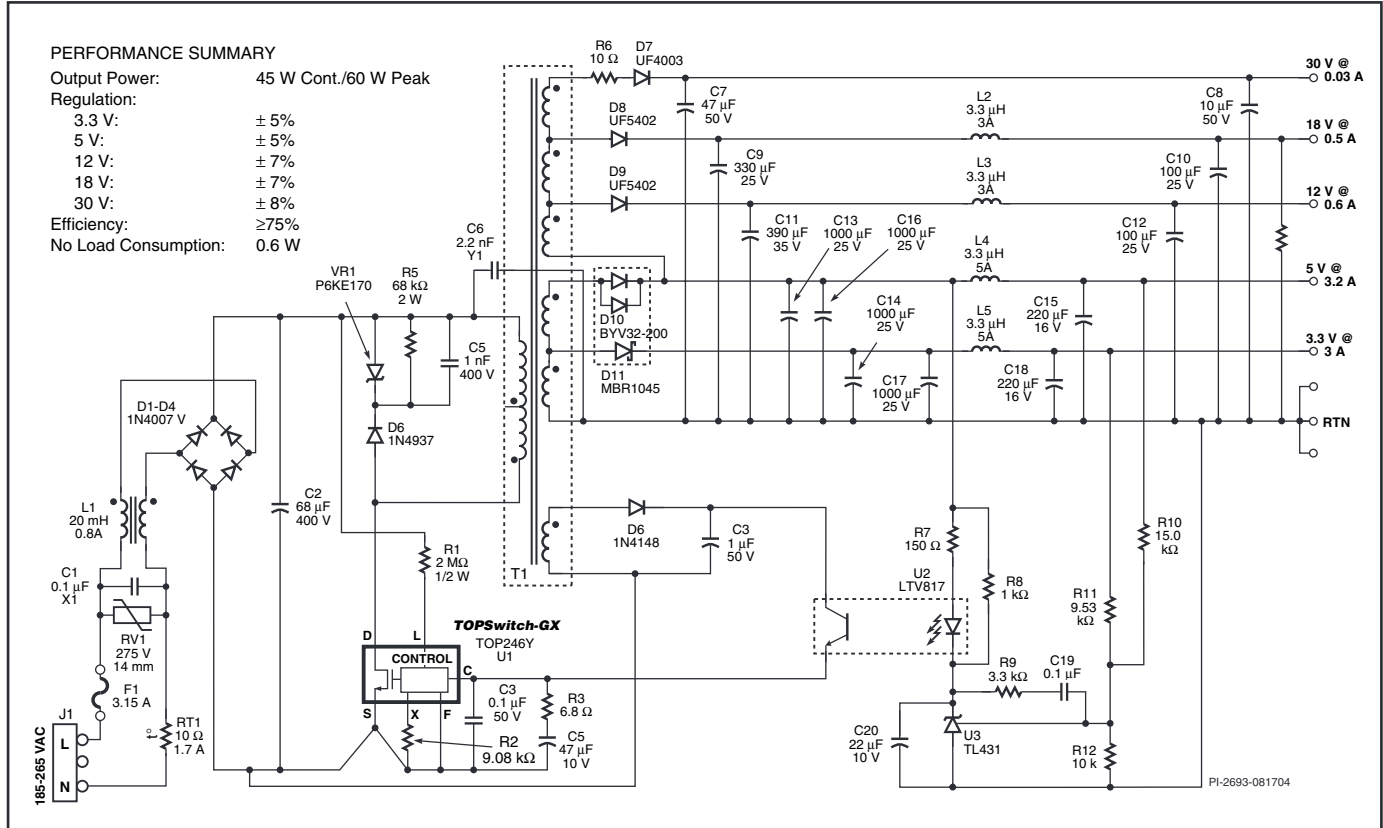 PERFORMANCE SUMMARY
Output Power: 45 W Cont./60 W Peak
Regulation:
3.3 V: ± 5%
5 V: ± 5%
12 V: ± 7%
18 V: ± 7%
30 V: ± 8%
Efficiency: ≥75%
No Load Consumption: 0.6 W
R6
10 Ω
D7
UF4003
C7
47 µF
50 V
L2
3.3 µH
3A
C8
10 µF
50 V
30 V @
0.03 A
D8
UF5402
C9
330 µF
25 V
L3
3.3 µH
3A
C10
100 µF
25 V
18 V @
0.5 A
D9
UF5402
12 V @
0.6 A
C11
390 µF
35 V
C13
1000 µF
25 V
C16
1000 µF
25 V
C12
100 µF
25 V
C6
2.2 nF
Y1
L4
3.3 µH
5A
5 V @
3.2 A
VR1
P6KE170
R5
68 kΩ
2 W
C5
1 nF
400 V
D10
BYV32-200
C14
1000 µF
25 V
L5
3.3 µH
5A
C15
220 µF
16 V
3.3 V @
3 A
D11
MBR1045
C17
1000 µF
25 V
C18
220 µF
16 V
RTN
D1-D4
1N4007 V
D6
1N4937
C2
68 µF
400 V
L1
20 mH
0.8A
C1
0.1 µF
X1
RV1
275 V
14 mm
F1
3.15 A
J1
L
N
185-265 VAC
RT1
10 Ω
1.7 A
t°
R1
2 MΩ
1/2 W
T1
D6
1N4148
C3
1 µF
50 V
R7
150 Ω
U2
LTV817
R8
1 kΩ
R10
15.0
kΩ
R11
9.53
kΩ
TOPSwitch-GX
TOP246Y
U1
D
L
CONTROL
C
S
X
F
R2
9.08 kΩ
C3
0.1 µF
50 V
R3
6.8 Ω
C5
47 µF
10 V
R9
3.3 kΩ
C19
0.1 µF
C20
22 µF
10 V
U3
TL431
R12
10 k
PI-2693-081704